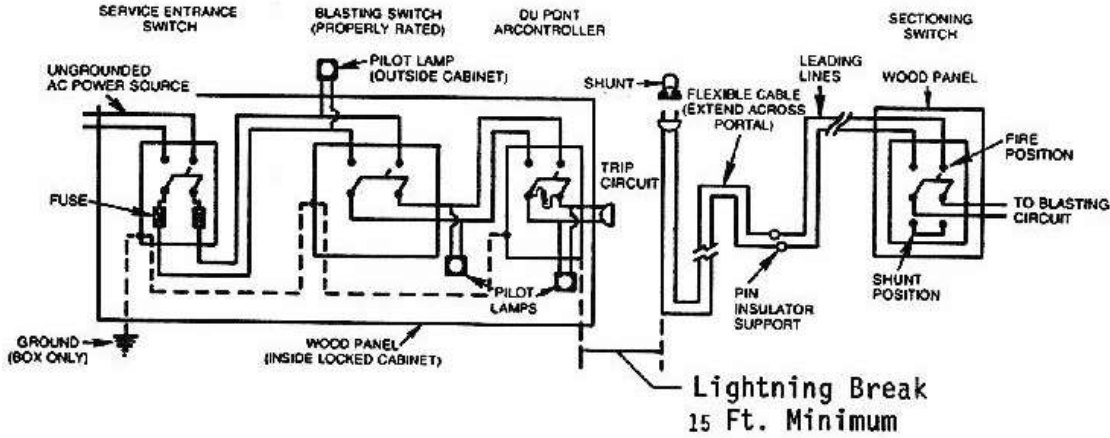 SERVICE ENTRANCE
SWITCH
BLASTING SWITCH
(PROPERLY RATED)
DU PONT
ARCONTROLLER
SECTIONING
SWITCH
UNGROUNDED
AC POWER SOURCE
PILOT LAMP
(OUTSIDE CABINET)
SHUNT
FLEXIBLE CABLE
(EXTEND ACROSS
PORTAL)
LEADING
LINES
WOOD PANEL
FIRE
POSITION
TRIP
CIRCUIT
FUSE
TO BLASTING
CIRCUIT
PILOT
LAMPS
PIN
INSULATOR
SUPPORT
SHUNT
POSITION
GROUND
(BOX ONLY)
WOOD PANEL
(INSIDE LOCKED CABINET)
Lightning Break
15 Ft. Minimum